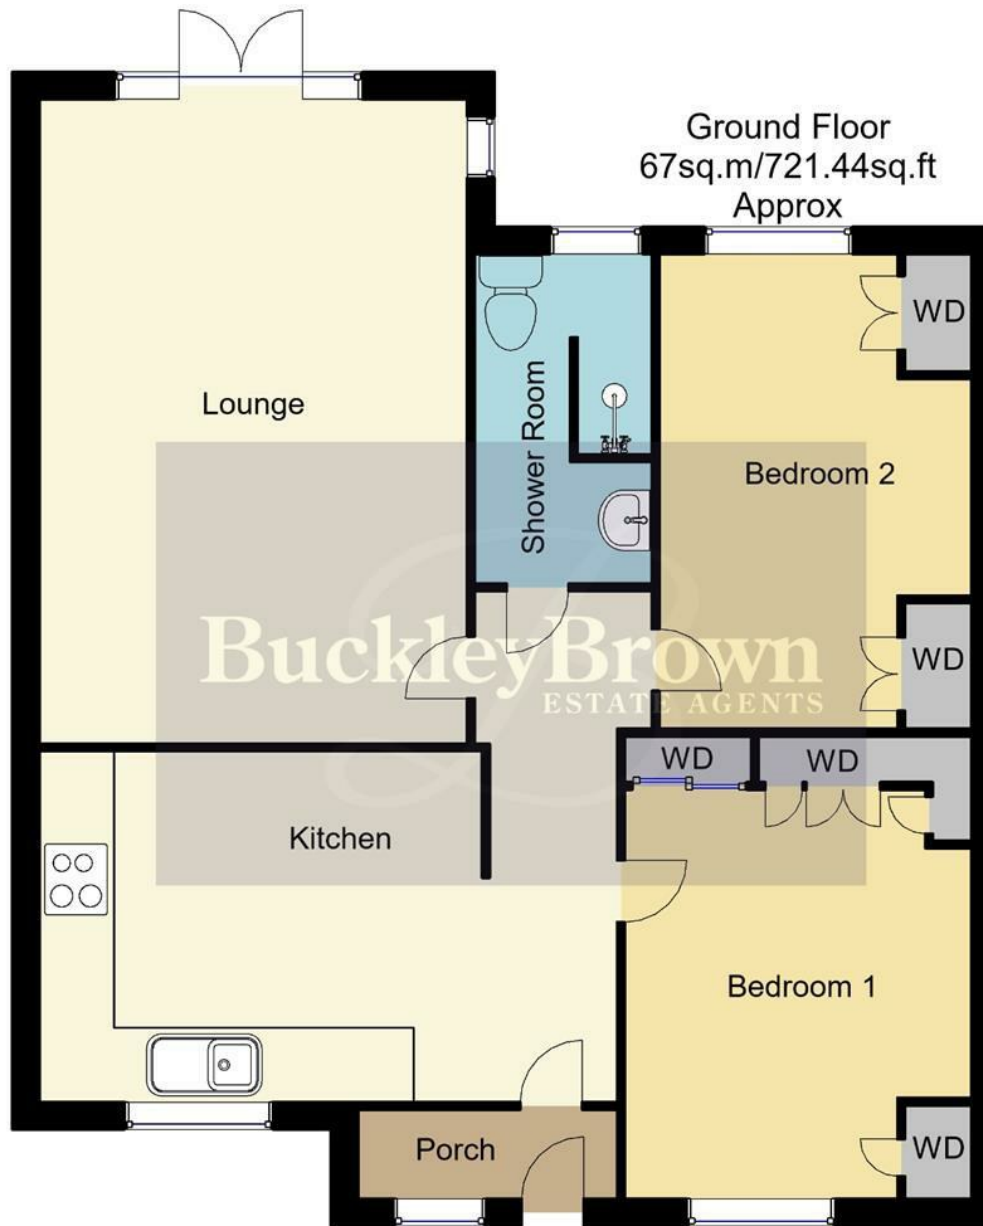 Ground Floor
67sq.m/721.44sq.ft
Approx
WD
Lounge
Shower Room
Bedroom 2
BuckleyBrown
ESTATE AGENTS
WD
WD
WD
Kitchen
Bedroom 1
Porch
WD